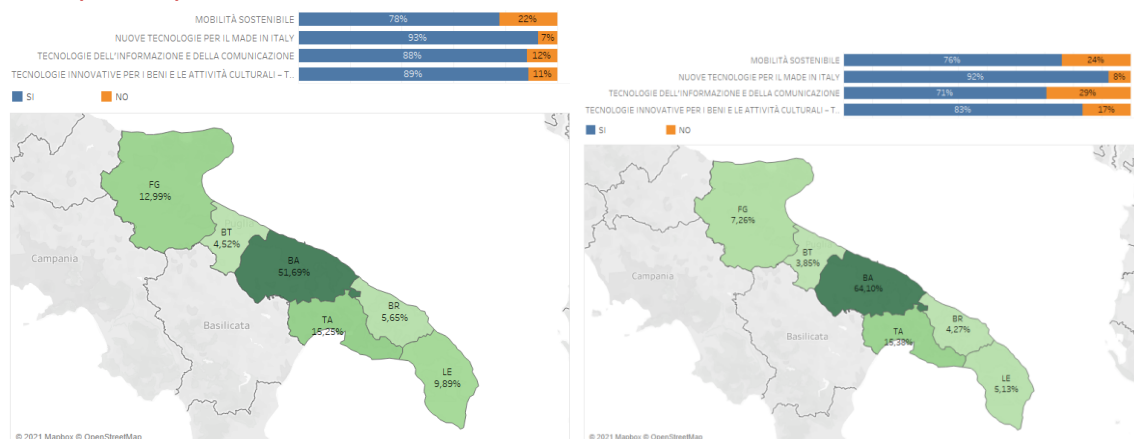 MOBILITÀ SOSTENIBILE 78% 22%
NUOVE TECNOLOGIE PER IL MADE IN ITALY 93% 7%
TECNOLOGIE DELL'INFORMAZIONE E DELLA COMUNICAZIONE 88% 12%
TECNOLOGIE INNOVATIVE PER I BENI E LE ATTIVITÀ CULTURALI – T... 89% 11%
SI NO
FG
12,99%
BT
4,52%
Campania
BA
51,69%
BR
5,65%
Basilicata
TA
15,25%
LE
9,89%
© 2021 Mapbox © OpenStreetMap
MOBILITÀ SOSTENIBILE 76% 24%
NUOVE TECNOLOGIE PER IL MADE IN ITALY 92% 8%
TECNOLOGIE DELL'INFORMAZIONE E DELLA COMUNICAZIONE 71% 29%
TECNOLOGIE INNOVATIVE PER I BENI E LE ATTIVITÀ CULTURALI – T... 83% 17%
SI NO
FG
7,26%
BT
3,85%
Campania
BA
64,10%
BR
4,27%
Basilicata
TA
15,38%
LE
5,13%
© 2021 Mapbox © OpenStreetMap